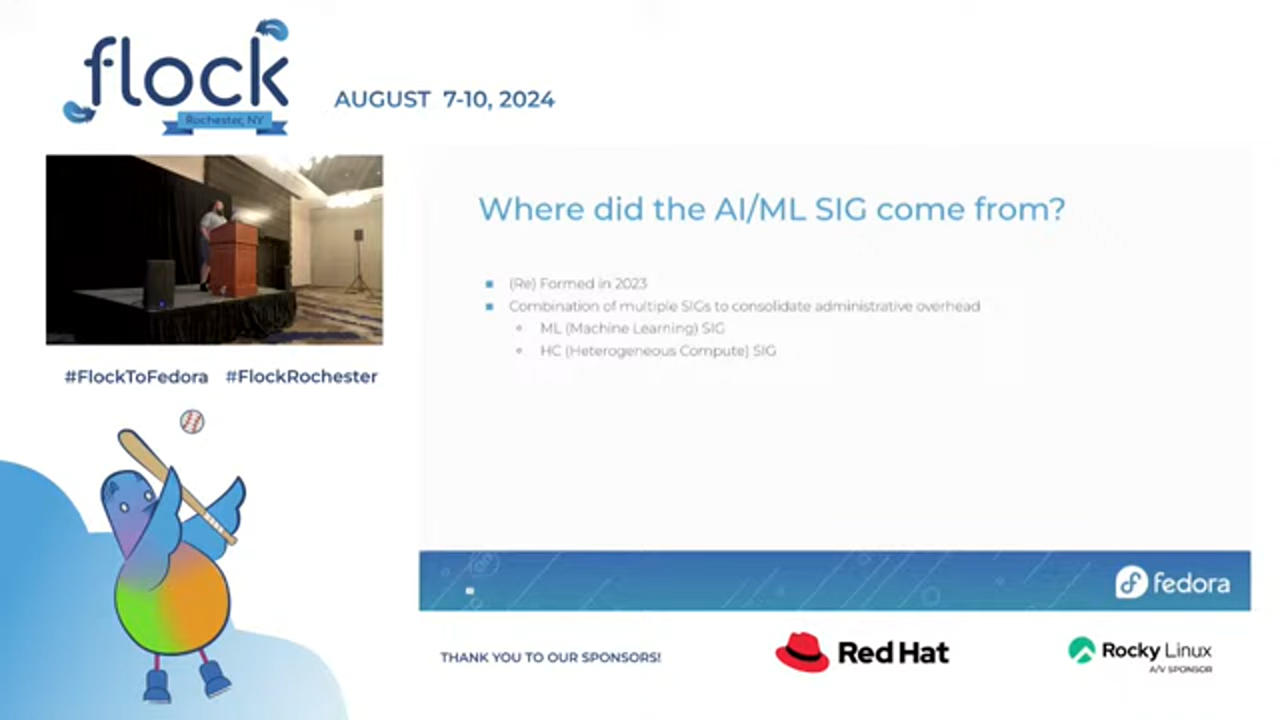 flock
Rochester, NY
AUGUST 7-10, 2024
#FlockToFedora #FlockRochester
Where did the AI/ML SIG come from?
(Re) Formed in 2023
Combination of multiple SIGs to consolidate administrative overhead
ML (Machine Learning) SIG
HC (Heterogeneous Compute) SIG
fedora
THANK YOU TO OUR SPONSORS!
Red Hat
Rocky Linux
A/V SPONSOR